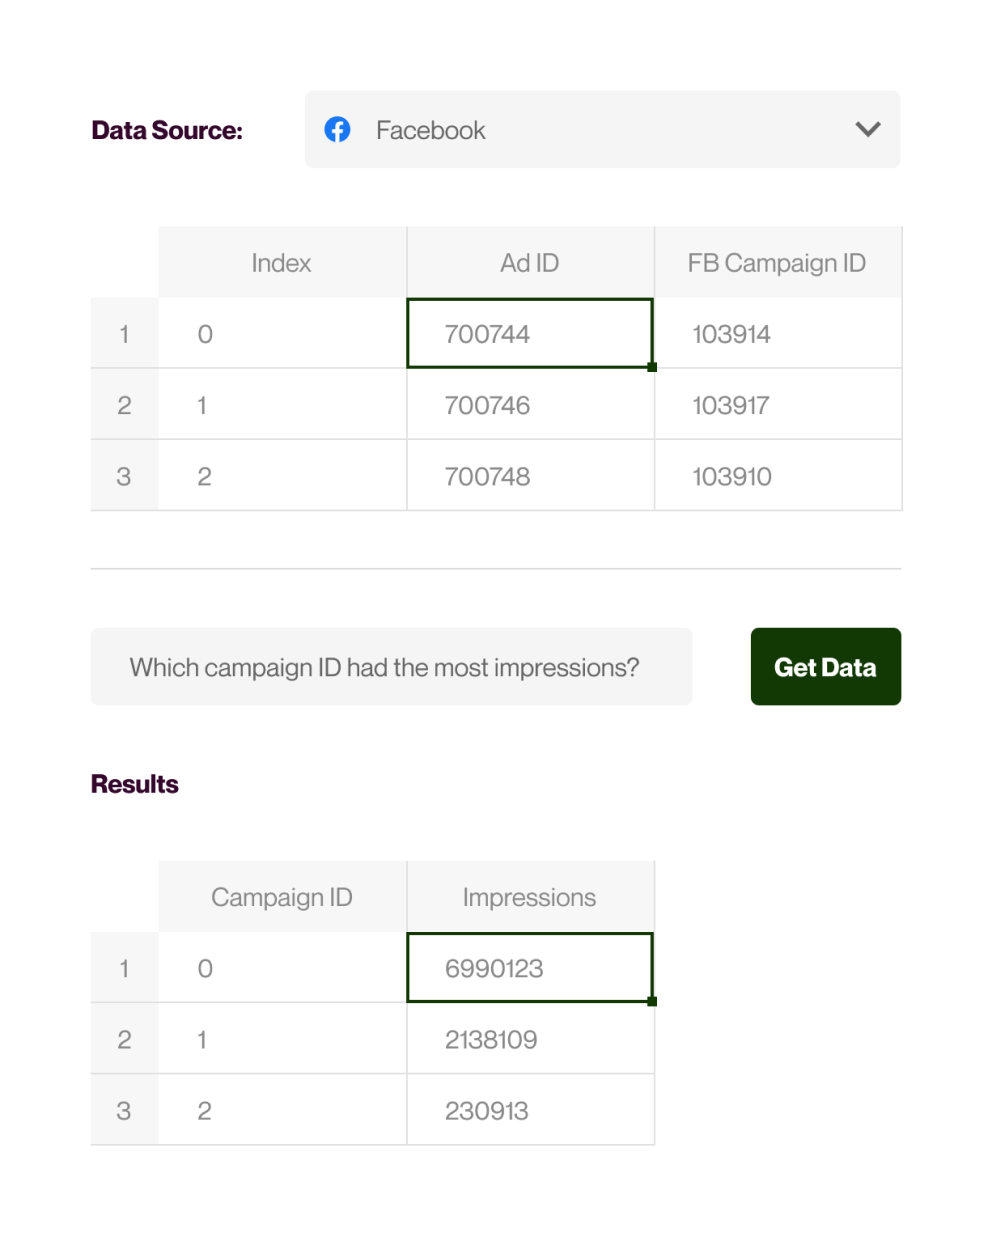 Data Source: Facebook
Index Ad ID FB Campaign ID
1 0 700744 103914
2 1 700746 103917
3 2 700748 103910
Which campaign ID had the most impressions? Get Data
Results
Campaign ID Impressions
1 0 6990123
2 1 2138109
3 2 230913